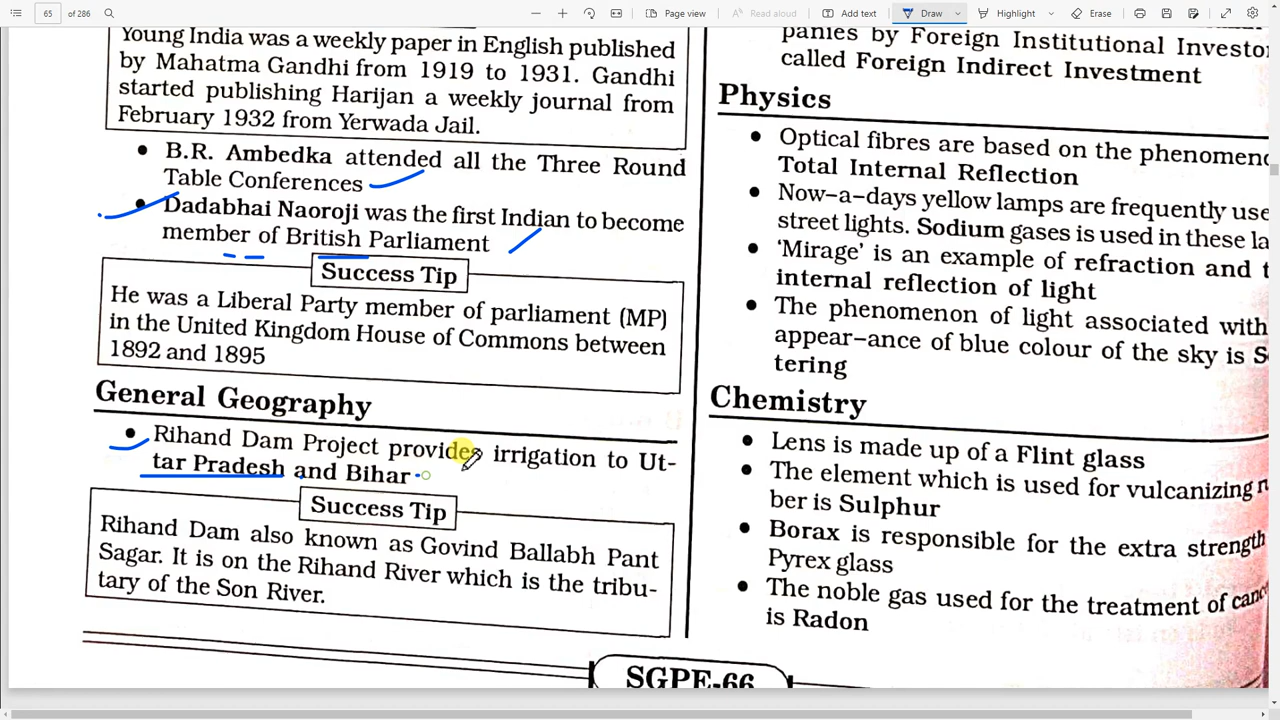 65 of 286
Page view
Read aloud
Add text
Draw
Highlight
Erase
Young India was a weekly paper in English published
by Mahatma Gandhi from 1919 to 1931. Gandhi
started publishing Harijan a weekly journal from
February 1932 from Yerwada Jail.
• B.R. Ambedka attended all the Three Round
Table Conferences
• Dadabhai Naoroji was the first Indian to become
member of British Parliament
Success Tip
He was a Liberal Party member of parliament (MP)
in the United Kingdom House of Commons between
1892 and 1895
General Geography
• Rihand Dam Project provides irrigation to Ut-
tar Pradesh and Bihar
Success Tip
Rihand Dam also known as Govind Ballabh Pant
Sagar. It is on the Rihand River which is the tribu-
tary of the Son River.
panies by Foreign Institutional Investo
called Foreign Indirect Investment
Physics
• Optical fibres are based on the phenomen
Total Internal Reflection
• Now-a-days yellow lamps are frequently use
street lights. Sodium gases is used in these la
• ‘Mirage’ is an example of refraction and t
internal reflection of light
• The phenomenon of light associated with
appear-ance of blue colour of the sky is S
tering
Chemistry
• Lens is made up of a Flint glass
• The element which is used for vulcanizing r
ber is Sulphur
• Borax is responsible for the extra strength
Pyrex glass
• The noble gas used for the treatment of canc
is Radon
SGPE-66